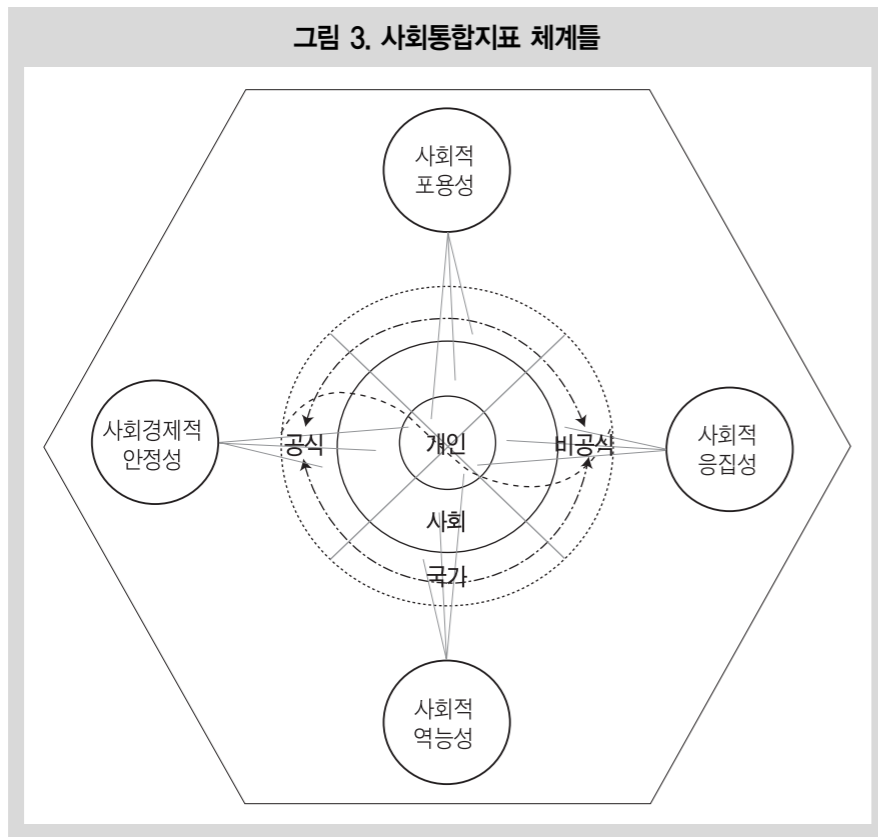 그림 3. 사회통합지표 체계틀
사회적
포용성
사회경제적
안정성
공식
개인
비공식
사회적
응집성
사회
국가
사회적
역능성